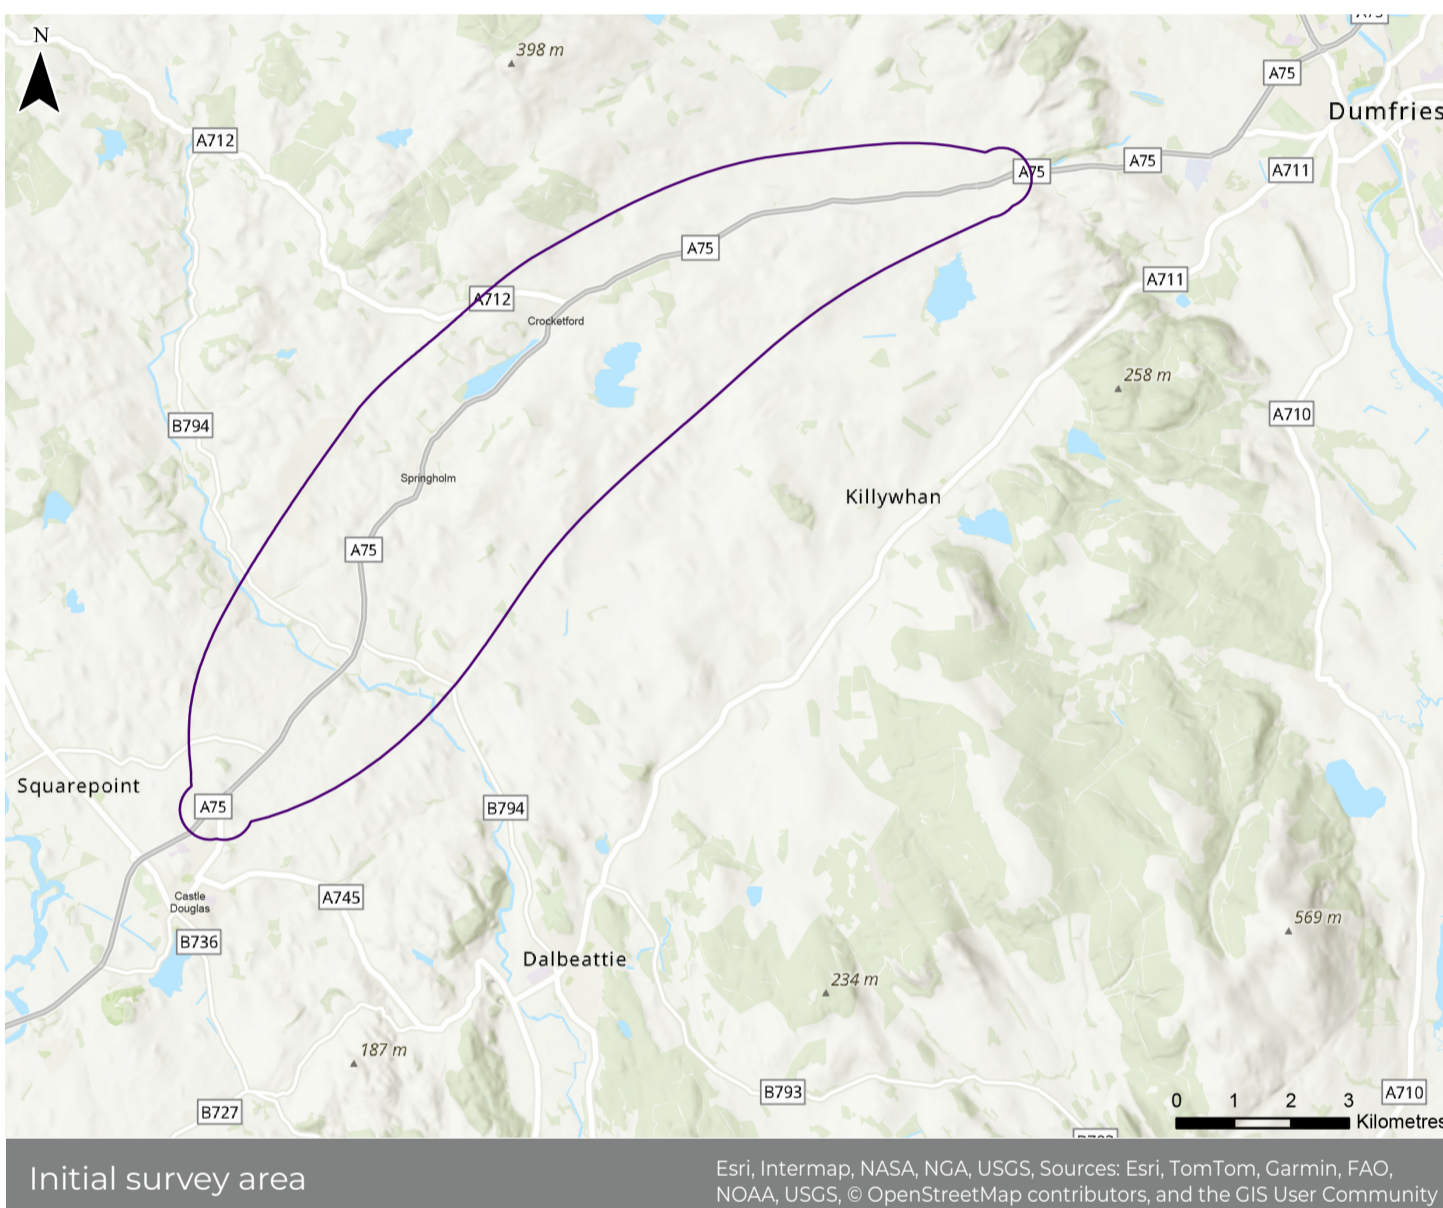 N
398 m
A75
A75
Dumfries
A712
A75
A75
A711
A75
A712
A711
Crocketford
258 m
A710
B794
Springholm
Killywhan
A75
Squarepoint
A75
B794
Castle
Douglas
A745
569 m
B736
Dalbeattie
234 m
187 m
B793
A710
B727
0 1 2 3
Kilometres
Initial survey area
Esri, Intermap, NASA, NGA, USGS, Sources: Esri, TomTom, Garmin, FAO,
NOAA, USGS, © OpenStreetMap contributors, and the GIS User Community